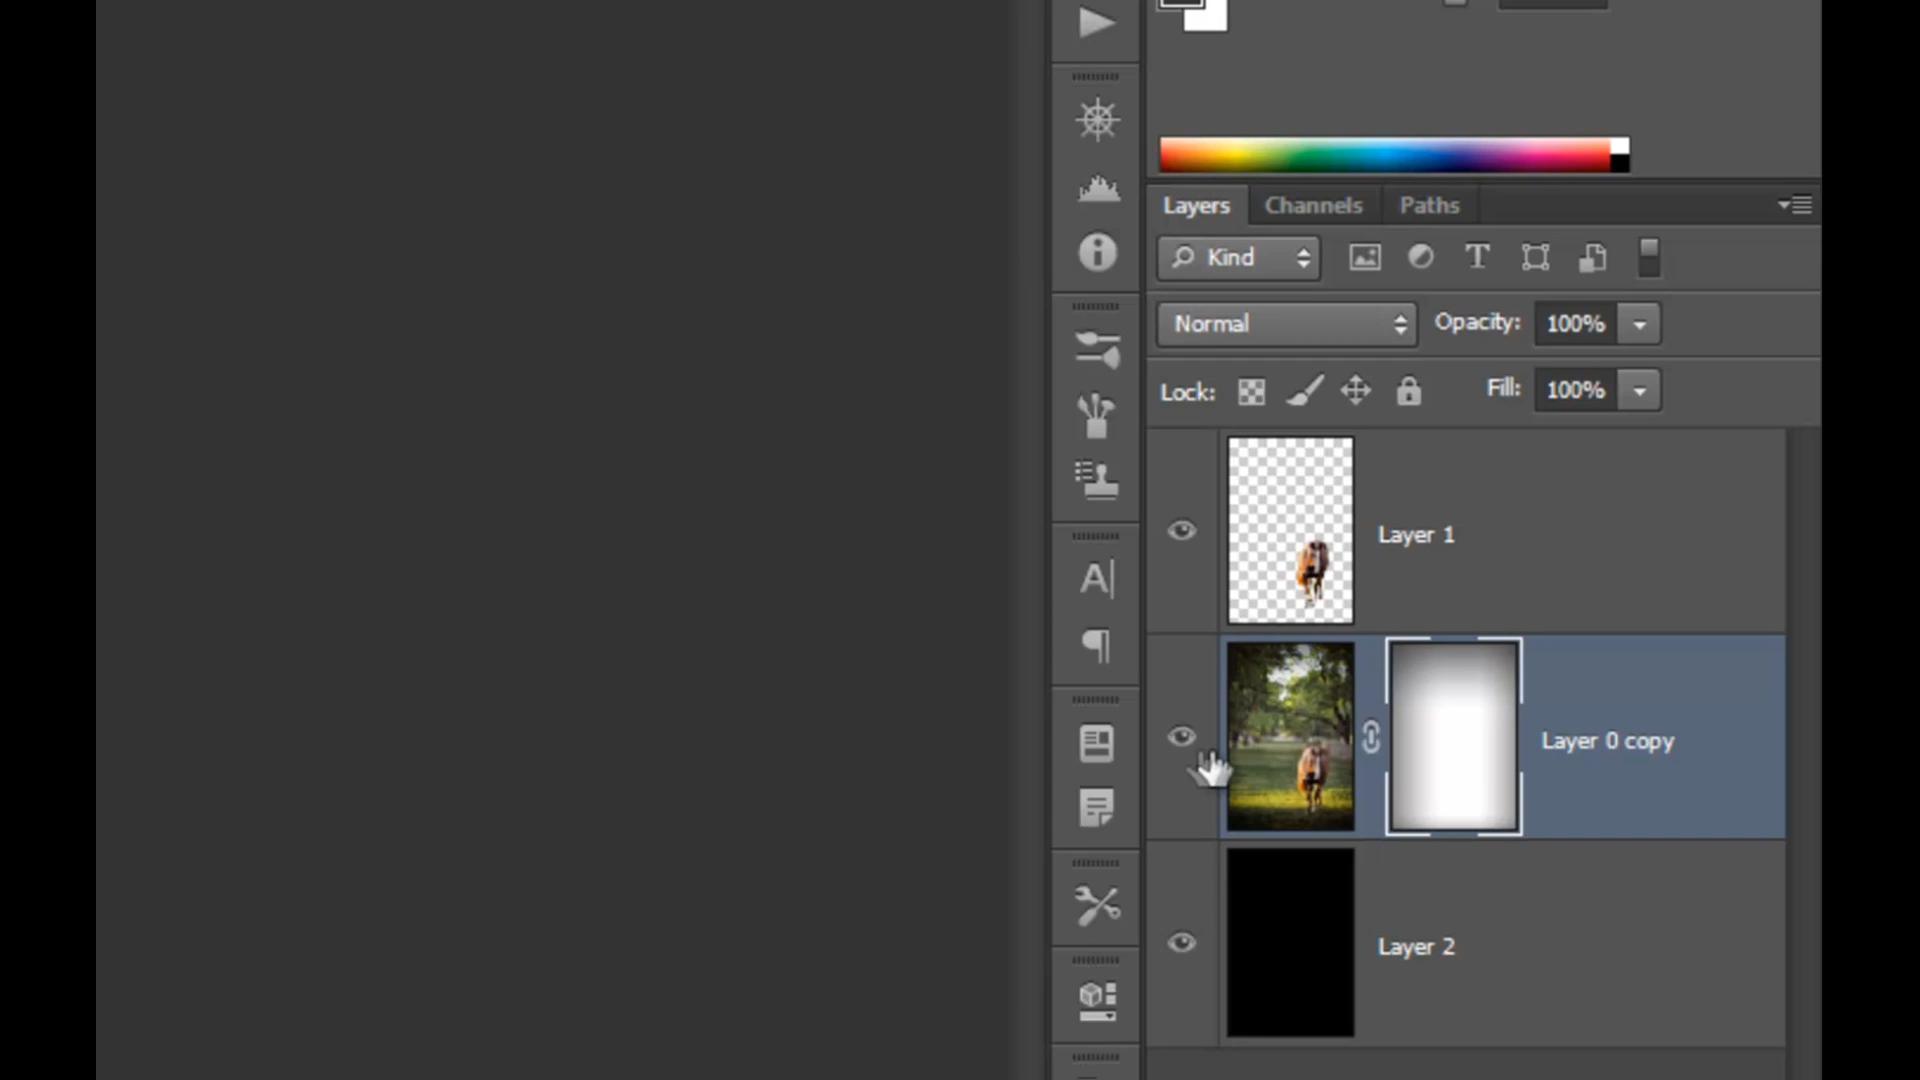 Layers Channels Paths
Kind
Normal Opacity: 100%
Lock: Fill: 100%
Layer 1
Layer 0 copy
Layer 2